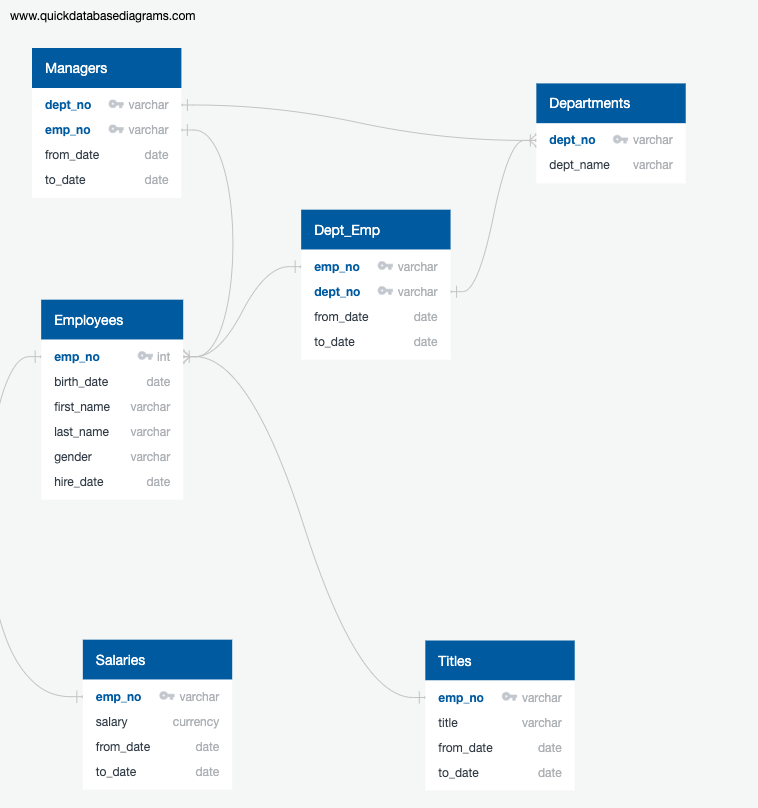 www.quickdatabasediagrams.com
Managers
dept_no varchar
emp_no varchar
from_date date
to_date date
Departments
dept_no varchar
dept_name varchar
Dept_Emp
emp_no varchar
dept_no varchar
from_date date
to_date date
Employees
emp_no int
birth_date date
first_name varchar
last_name varchar
gender varchar
hire_date date
Salaries
emp_no varchar
salary currency
from_date date
to_date date
Titles
emp_no varchar
title varchar
from_date date
to_date date